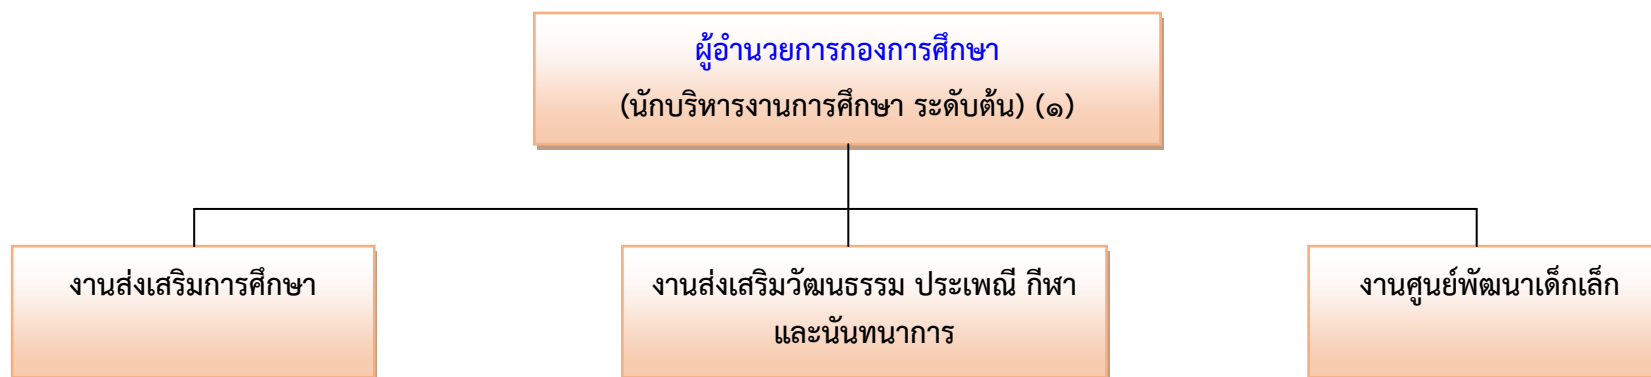 ผู้อำนวยการกองการศึกษา
(นักบริหารงานการศึกษา ระดับต้น) (๑)
งานส่งเสริมการศึกษา
งานส่งเสริมวัฒนธรรม ประเพณี กีฬา
และนันทนาการ
งานศูนย์พัฒนาเด็กเล็ก